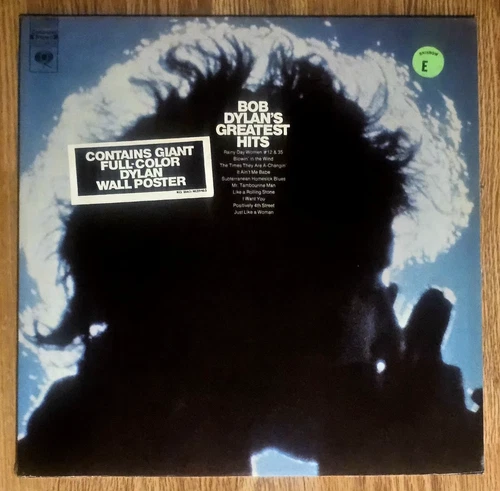 E
BOB
DYLAN'S
GREATEST
HITS
Rainy Day Women #12 & 35
Blowin' in the Wind
The Times They Are A-Changin'
It Ain't Me Babe
Subterranean Homesick Blues
Mr. Tambourine Man
Like a Rolling Stone
I Want You
Positively 4th Street
Just Like a Woman
CONTAINS GIANT
FULL-COLOR
DYLAN
WALL POSTER